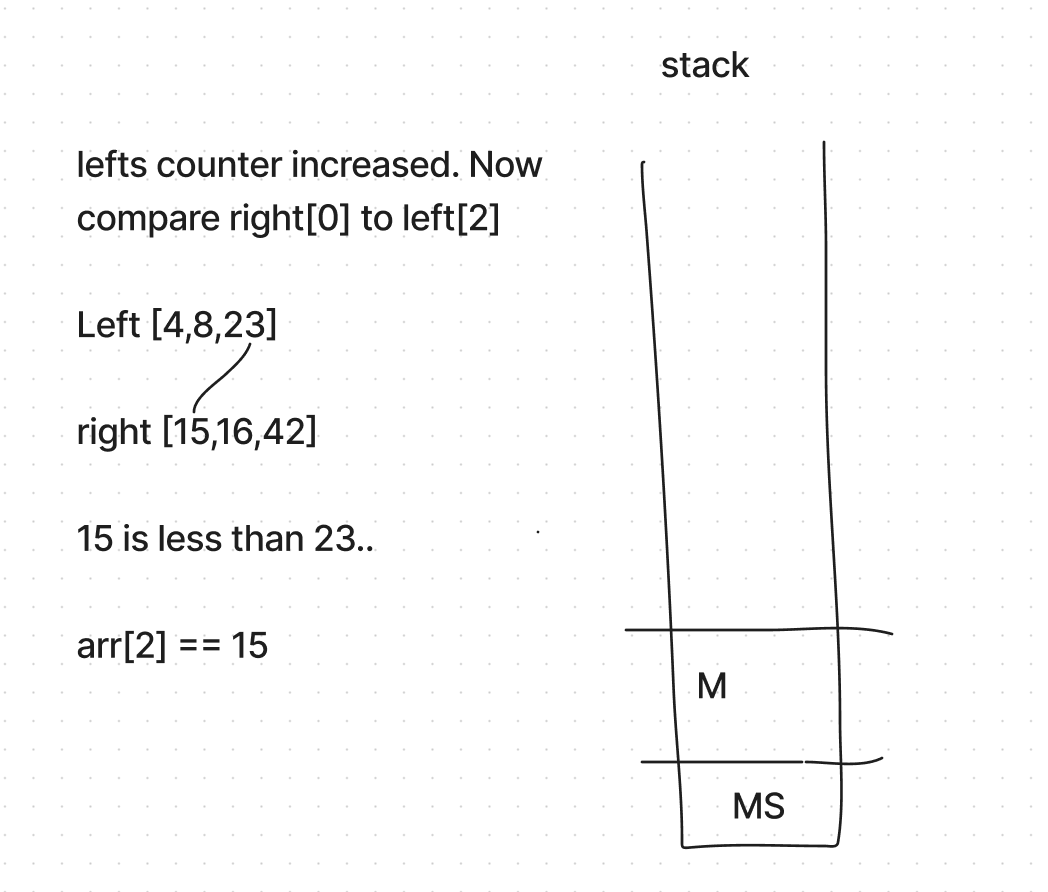 stack
lefts counter increased. Now
compare right[0] to left[2]
Left [4,8,23]
right [15,16,42]
15 is less than 23..
arr[2] == 15
M
MS